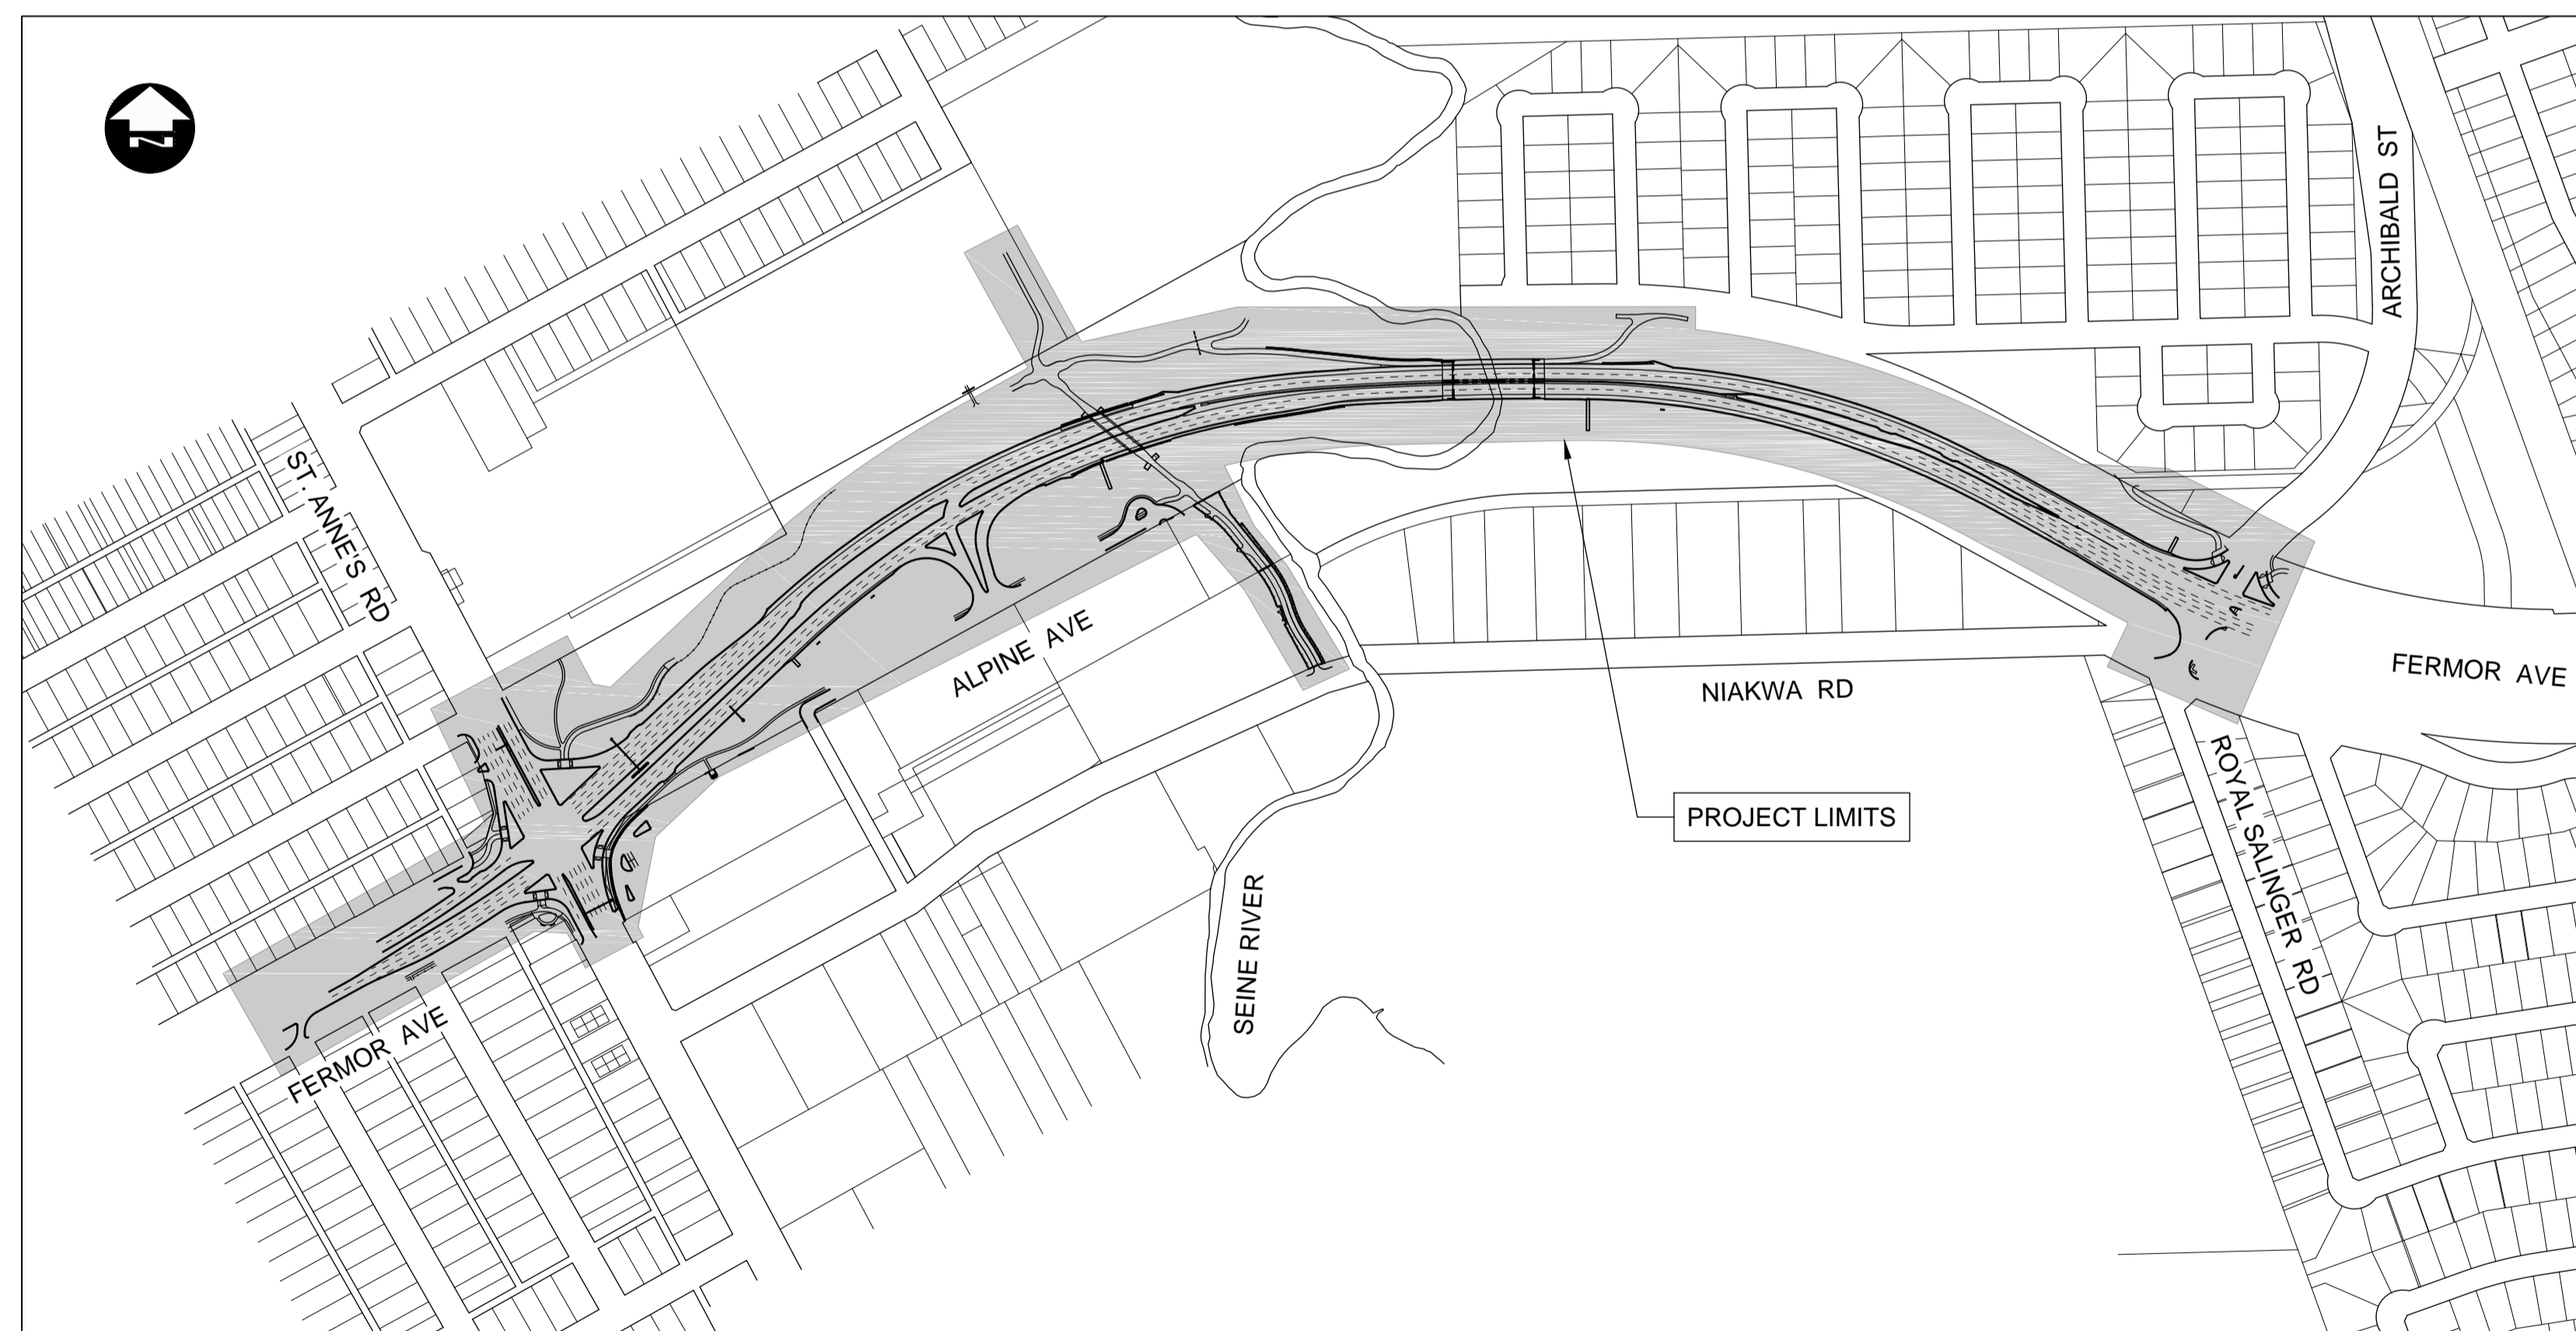 N
ARCHIBALD ST
ST. ANNE'S RD
ALPINE AVE
FERMOR AVE
NIAKWA RD
PROJECT LIMITS
ROYAL SALINGER RD
SEINE RIVER
FERMOR AVE